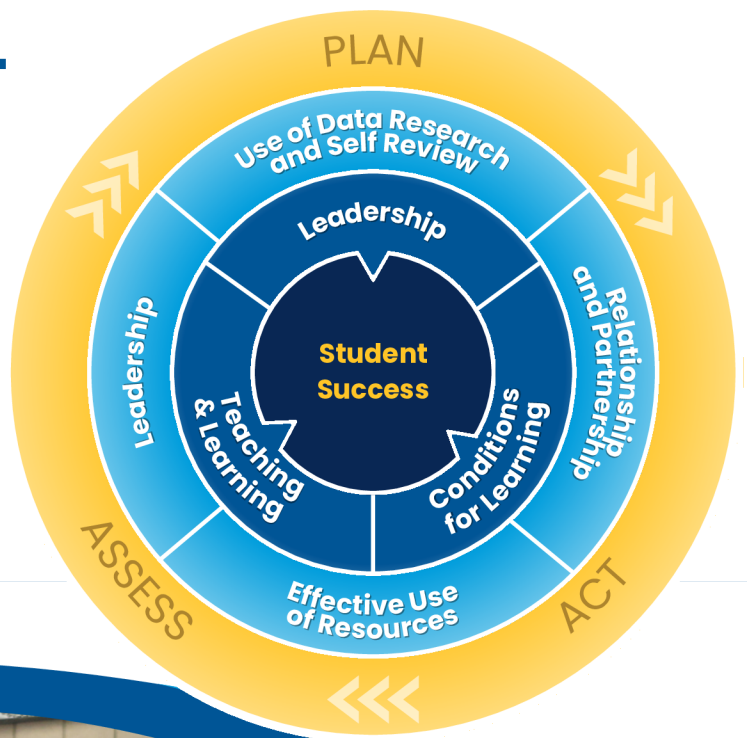 PLAN
Use of Data Research
and Self Review
Leadership
Leadership
Relationship
and Partnership
Student
Success
Teaching
& Learning
Conditions
for Learning
Effective Use
of Resources
ASSESS
ACT